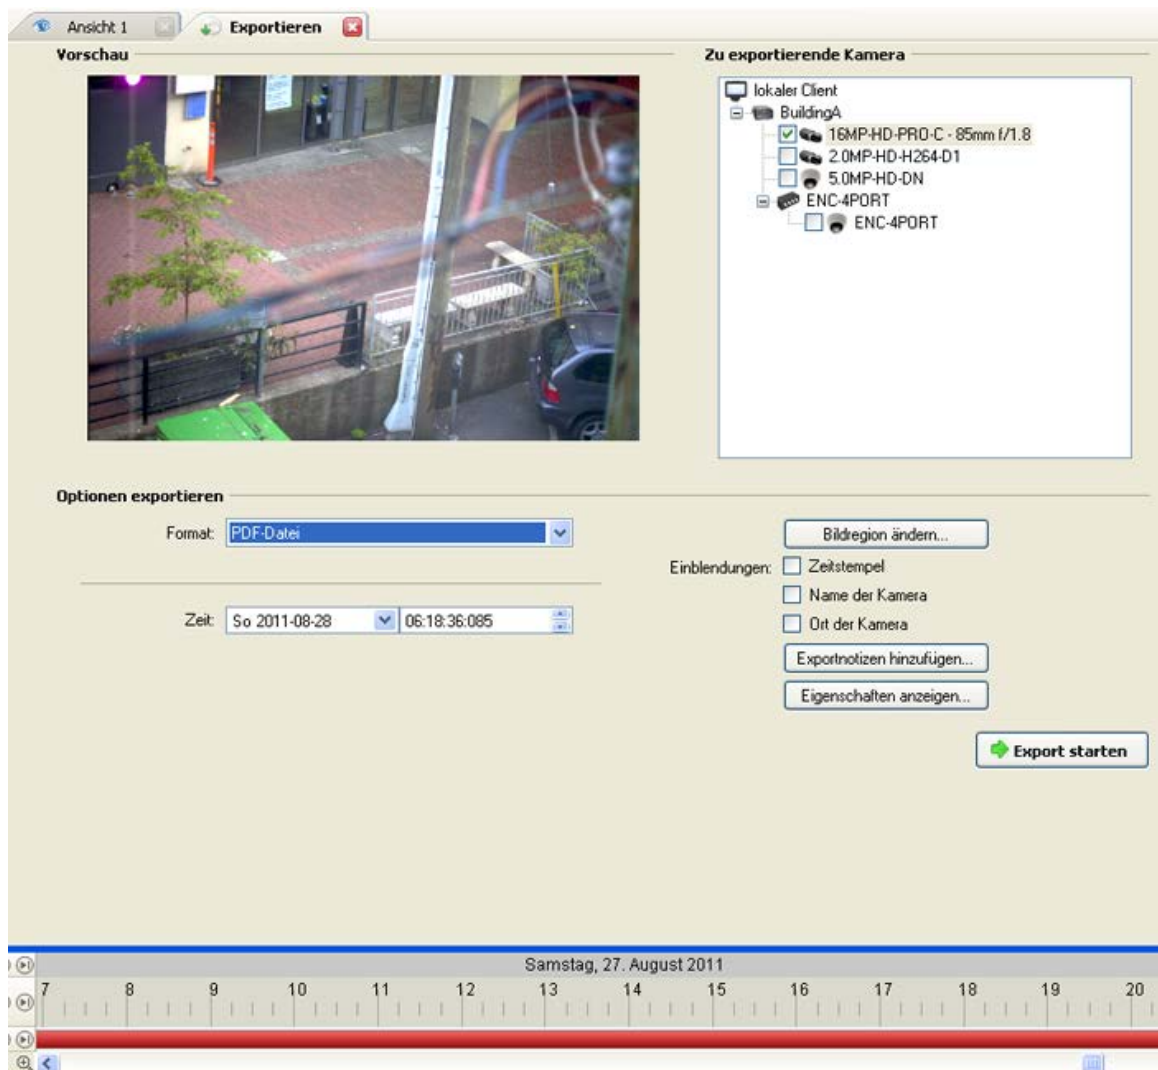 Ansicht 1
Exportieren
Vorschau
Zu exportierende Kamera
lokaler Client
BuildingA
16MP-HD-PRO-C - 85mm f/1.8
2.0MP-HD-H264-D1
5.0MP-HD-DN
ENC-4PORT
ENC-4PORT
Optionen exportieren
Format: PDF-Datei
Bildregion ändern...
Einblendungen: Zeitstempel
Name der Kamera
Zeit: So 2011-08-28 06:18:36:085
Ort der Kamera
Exportnotizen hinzufügen...
Eigenschaften anzeigen...
Export starten
Samstag, 27. August 2011
7 8 9 10 11 12 13 14 15 16 17 18 19 20